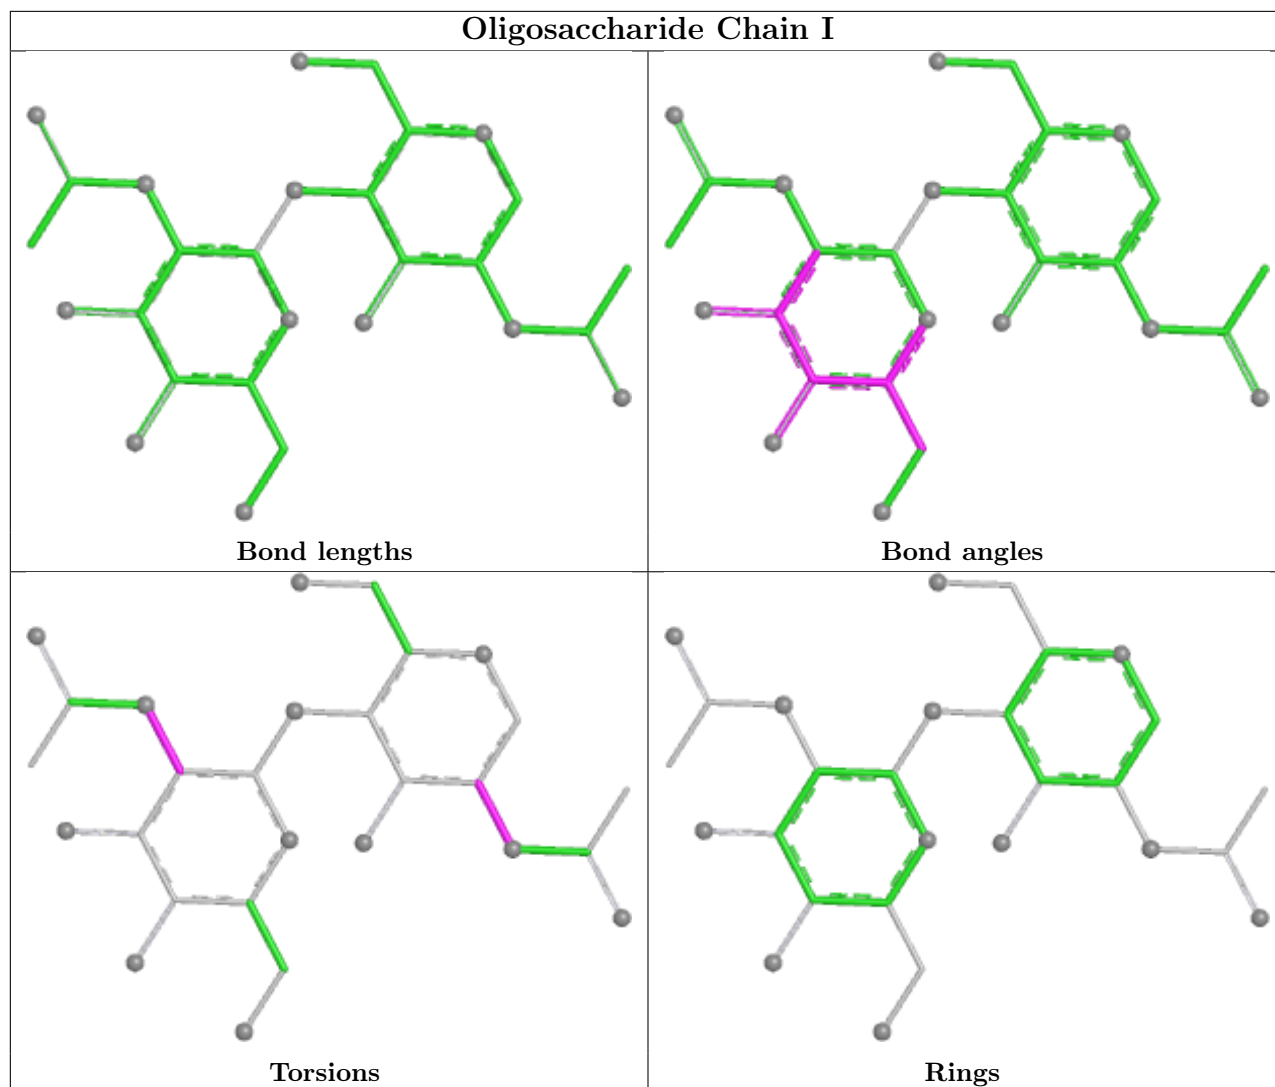 Oligosaccharide Chain I
Bond lengths
Bond angles
Torsions
Rings